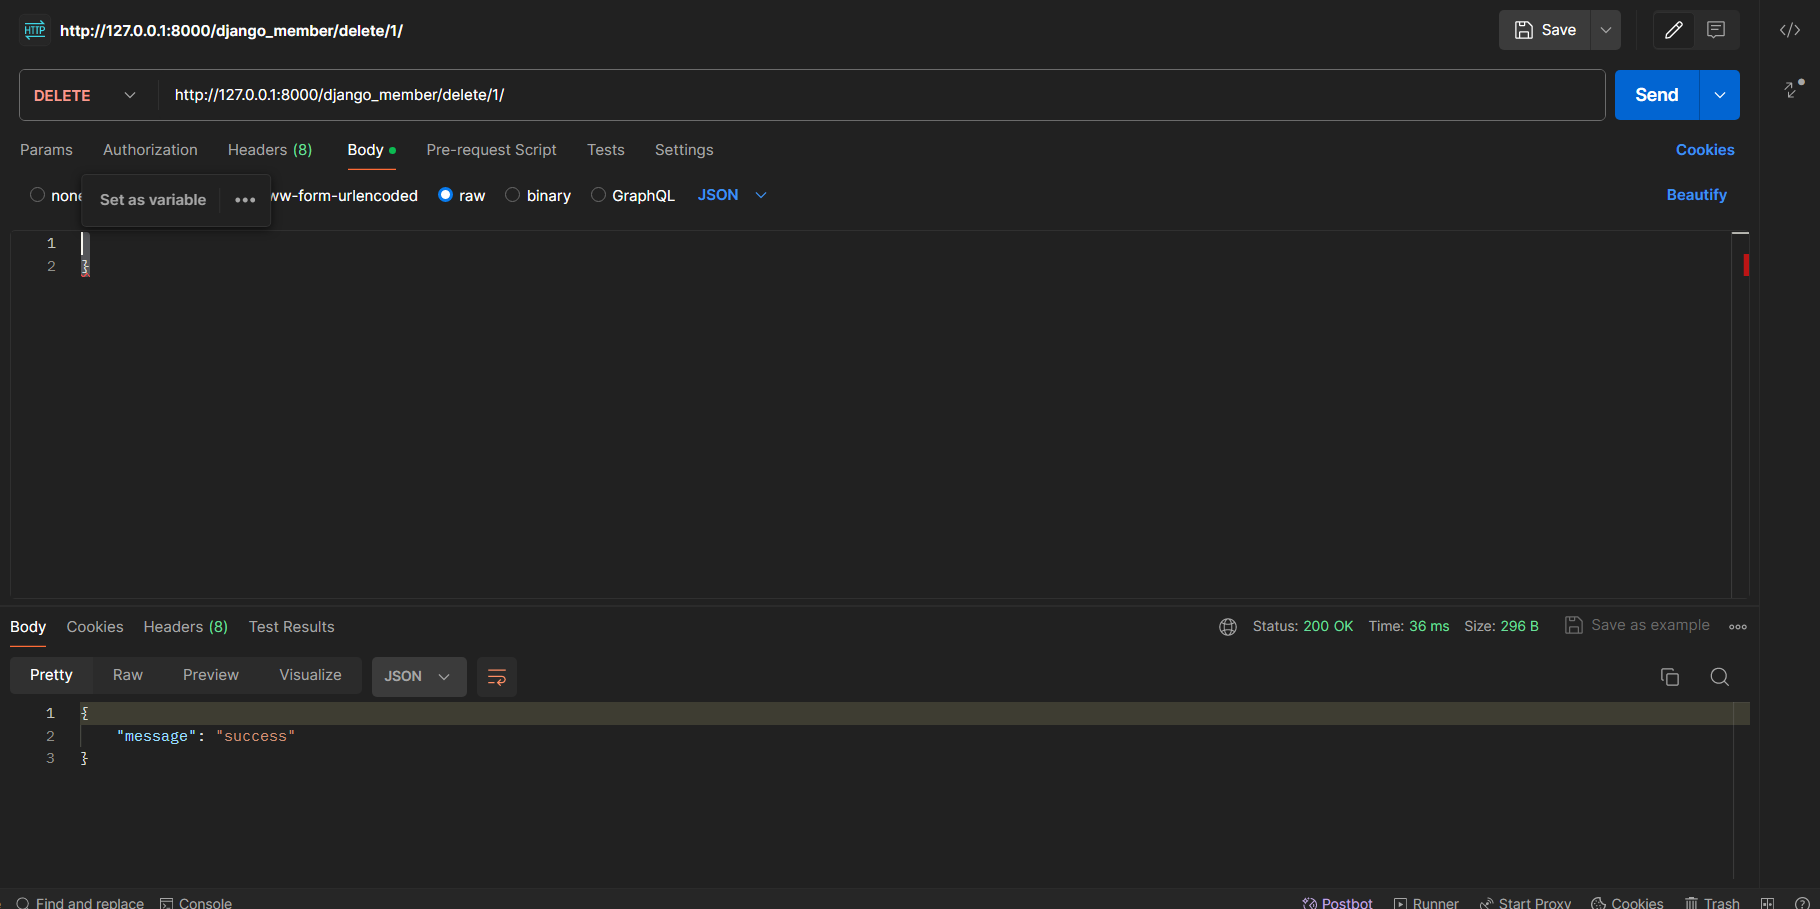 HTTP http://127.0.0.1:8000/django_member/delete/1/ Save
DELETE http://127.0.0.1:8000/django_member/delete/1/ Send
Params Authorization Headers (8) Body Pre-request Script Tests Settings Cookies
none Set as variable ww-form-urlencoded raw binary GraphQL JSON Beautify
1
2 }
Body Cookies Headers (8) Test Results Status: 200 OK Time: 36 ms Size: 296 B Save as example
Pretty Raw Preview Visualize JSON
1 {
2 "message": "success"
3 }
Find and replace Console Postbot Runner Start Proxy Cookies Trash